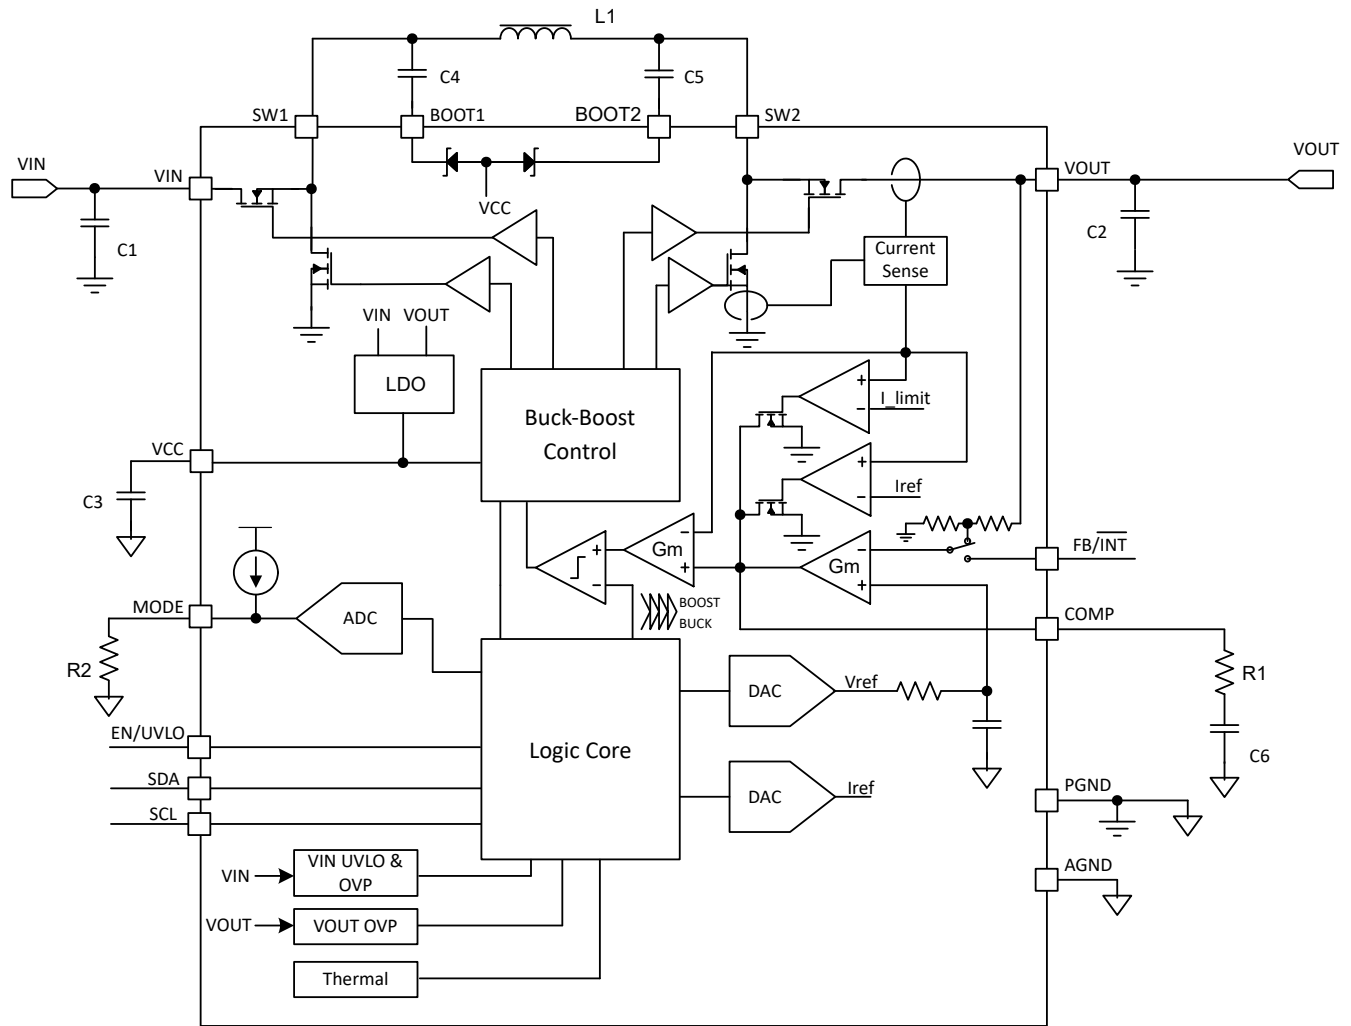 L1
C4
C5
SW1
BOOT1
BOOT2
SW2
VIN
VIN
VOUT
VOUT
VCC
C1
C2
Current
Sense
VIN
VOUT
LDO
Buck-Boost
Control
+
−
I_limit
VCC
C3
+
−
Iref
Gm
−
+
+
−
Gm
−
+
FB/INT
BOOST
BUCK
MODE
ADC
COMP
R2
R1
C6
DAC
Vref
EN/UVLO
Logic Core
SDA
SCL
DAC
Iref
PGND
AGND
VIN
VIN UVLO &
OVP
VOUT
VOUT OVP
Thermal